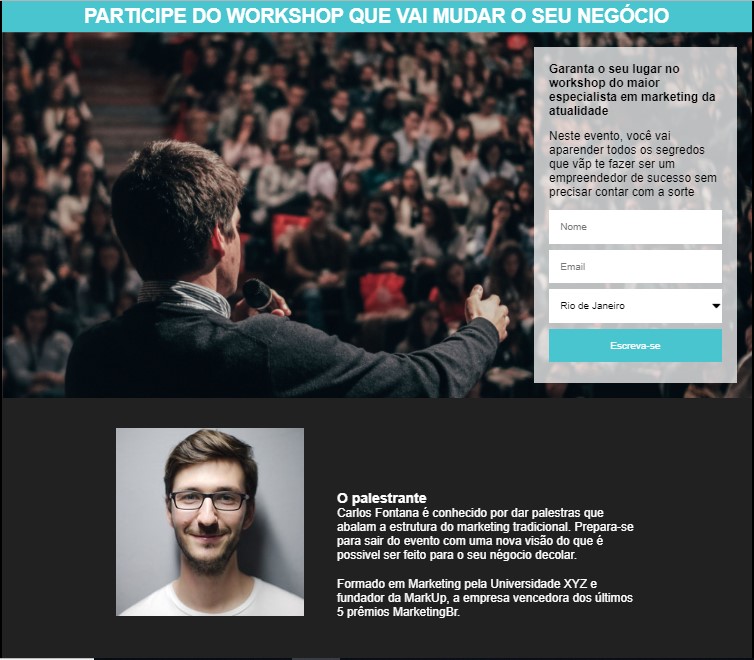 PARTICIPE DO WORKSHOP QUE VAI MUDAR O SEU NEGÓCIO
Garanta o seu lugar no
workshop do maior
especialista em marketing da
atualidade
Neste evento, você vai
aparender todos os segredos
que vãp te fazer ser um
empreendedor de sucesso sem
precisar contar com a sorte
Nome
Email
Rio de Janeiro
Escreva-se
O palestrante
Carlos Fontana é conhecido por dar palestras que
abalam a estrutura do marketing tradicional. Prepara-se
para sair do evento com uma nova visão do que é
possivel ser feito para o seu négocio decolar.
Formado em Marketing pela Universidade XYZ e
fundador da MarkUp, a empresa vencedora dos últimos
5 prêmios MarketingBr.